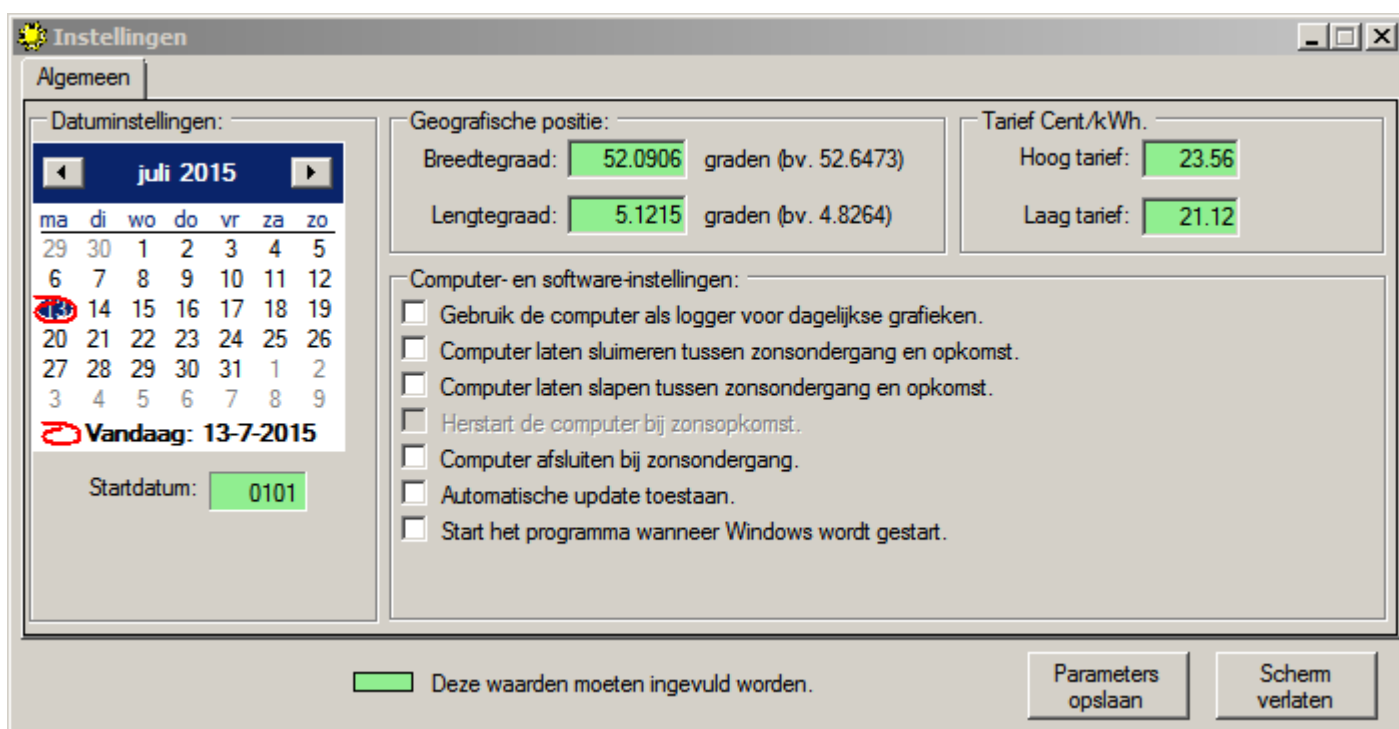 Instellingen
Algemeen
Datuminstellingen:
juli 2015
ma di wo do vr za zo
29 30 1 2 3 4 5
6 7 8 9 10 11 12
13 14 15 16 17 18 19
20 21 22 23 24 25 26
27 28 29 30 31 1 2
3 4 5 6 7 8 9
Vandaag: 13-7-2015
Startdatum: 0101
Geografische positie:
Breedtegraad: 52.0906 graden (bv. 52.6473)
Lengtegraad: 5.1215 graden (bv. 4.8264)
Tarief Cent/kWh.
Hoog tarief: 23.56
Laag tarief: 21.12
Computer- en software-instellingen:
Gebruik de computer als logger voor dagelijkse grafieken.
Computer laten sluimeren tussen zonsondergang en opkomst.
Computer laten slapen tussen zonsondergang en opkomst.
Herstart de computer bij zonsopkomst.
Computer afsluiten bij zonsondergang.
Automatische update toestaan.
Start het programma wanneer Windows wordt gestart.
Deze waarden moeten ingevuld worden.
Parameters
opslaan
Scherm
verlaten